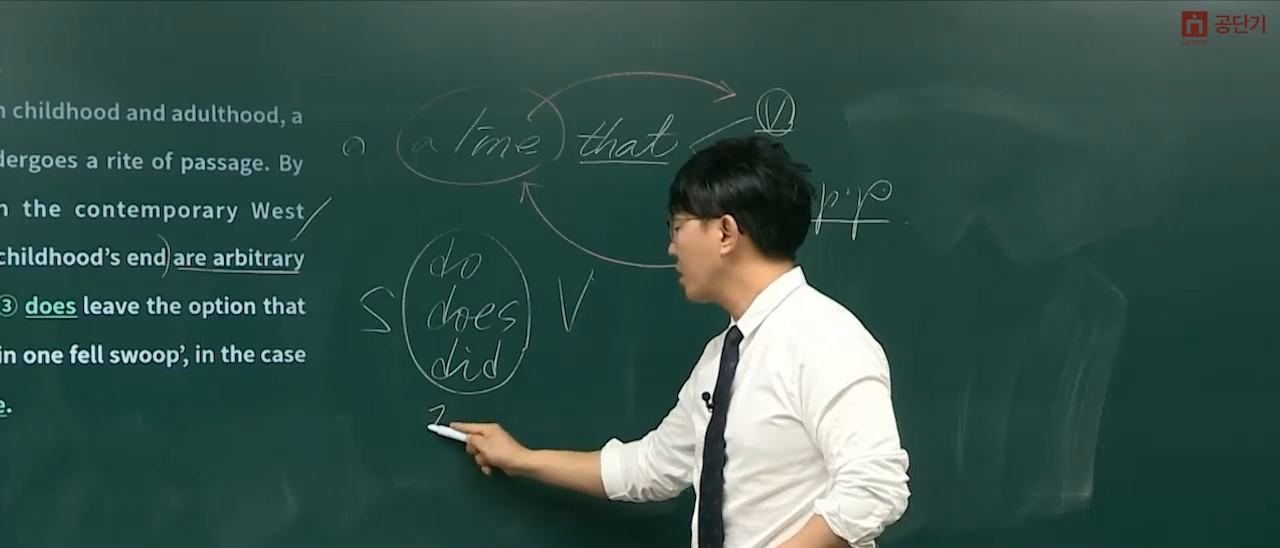 공단기
n childhood and adulthood, a
dergoes a rite of passage. By
n the contemporary West
childhood's end) are arbitrary
③ does leave the option that
in one fell swoop', in the case
e.
a time that V
p.p
do
S does V
did